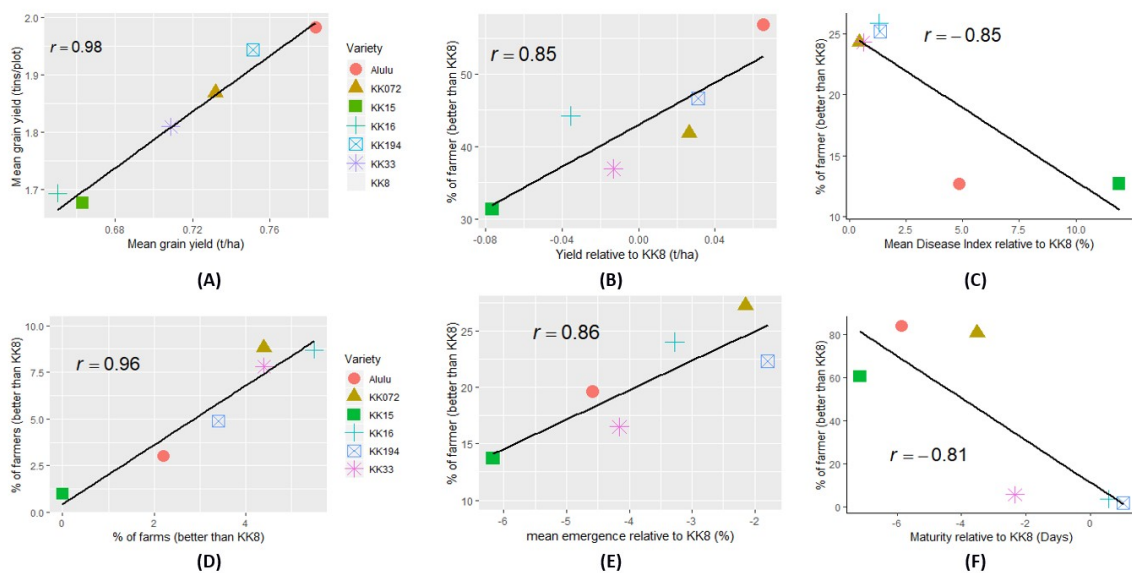 2.0
1.9
1.8
1.7
Mean grain yield (tins/plot)
r = 0.98
0.68
0.72
0.76
Mean grain yield (t/ha)
(A)
Variety
Alulu
KK072
KK15
KK16
KK194
KK33
KK8
50
40
30
% of farmer (better than KK8)
r = 0.85
-0.08
-0.04
0.00
0.04
Yield relative to KK8 (t/ha)
(B)
25
20
15
10
% of farmer (better than KK8)
r = −0.85
0.0
2.5
5.0
7.5
10.0
Mean Disease Index relative to KK8 (%)
(C)
10.0
7.5
5.0
2.5
0.0
% of farmers (better than KK8)
r = 0.96
0
2
4
% of farms (better than KK8)
(D)
Variety
Alulu
KK072
KK15
KK16
KK194
KK33
25
20
15
10
% of farmer (better than KK8)
r = 0.86
-6
-5
-4
-3
-2
mean emergence relative to KK8 (%)
(E)
80
60
40
20
0
% of farmer (better than KK8)
r = −0.81
-6
-4
-2
0
Maturity relative to KK8 (Days)
(F)